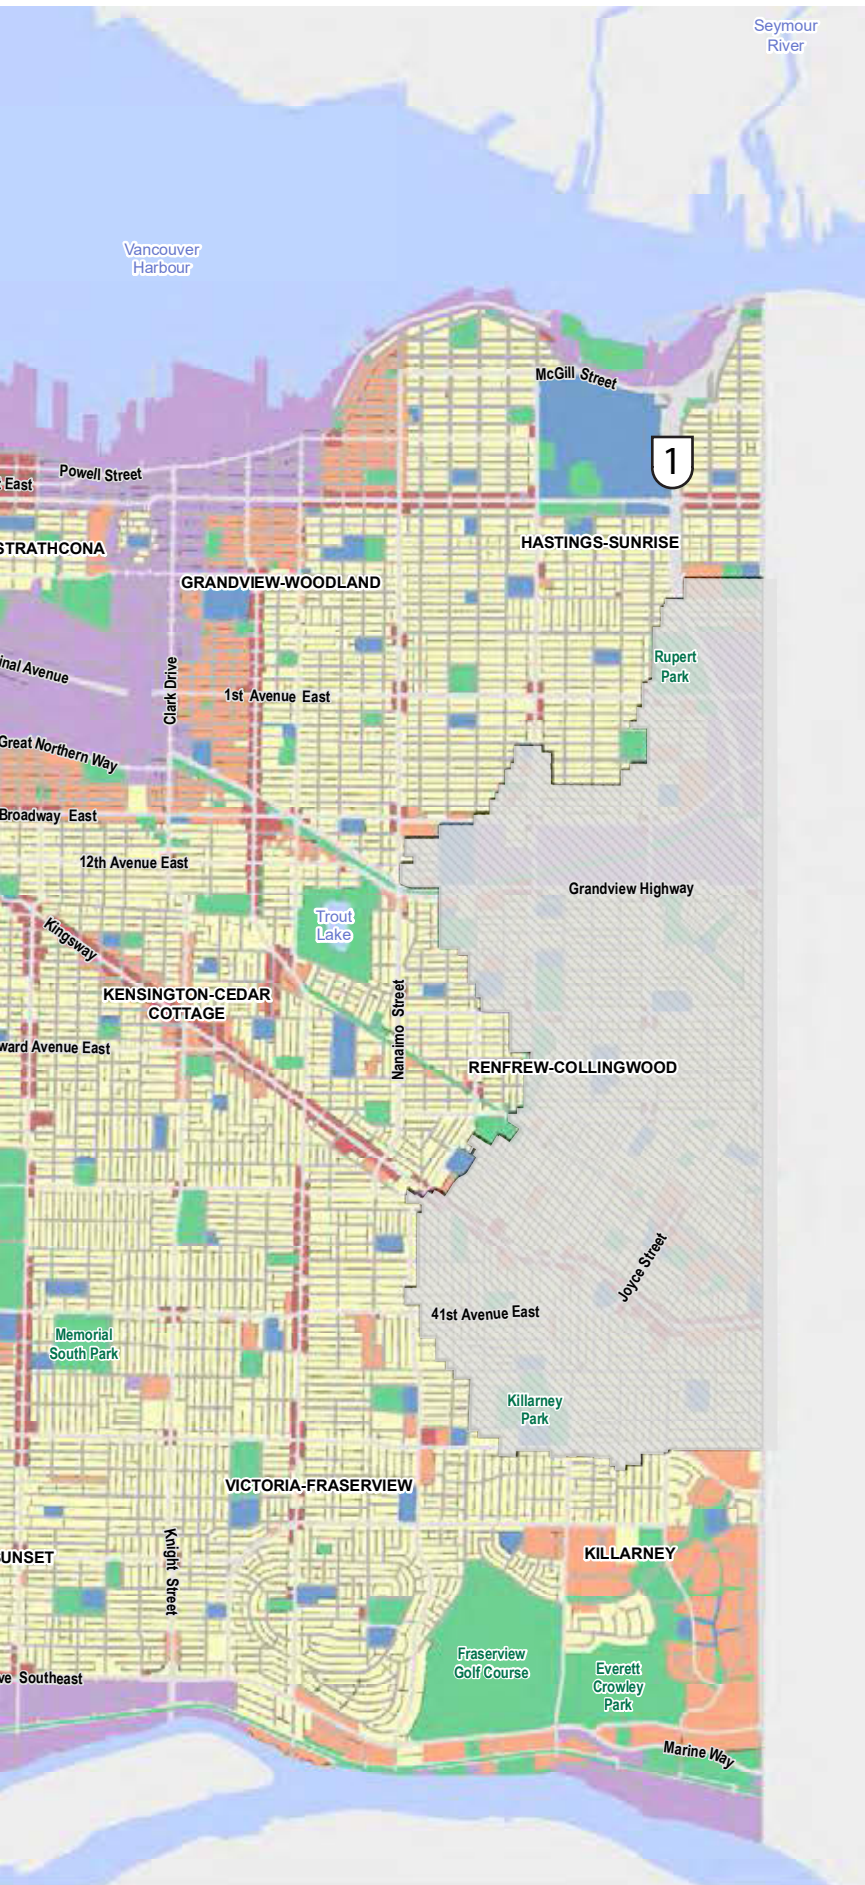 Seymour
River
Vancouver
Harbour
McGill Street
1
Powell Street
East
STRATHCONA
HASTINGS-SUNRISE
GRANDVIEW-WOODLAND
Rupert
Park
inal Avenue
Clark Drive
1st Avenue East
Great Northern Way
Broadway East
12th Avenue East
Grandview Highway
Trout
Lake
Kingsway
KENSINGTON-CEDAR
COTTAGE
Nanaimo Street
ward Avenue East
RENFREW-COLLINGWOOD
Joyce Street
41st Avenue East
Memorial
South Park
Killarney
Park
VICTORIA-FRASERVIEW
Knight Street
UNSET
KILLARNEY
Fraserview
Golf Course
Everett
Crowley
Park
ve Southeast
Marine Way